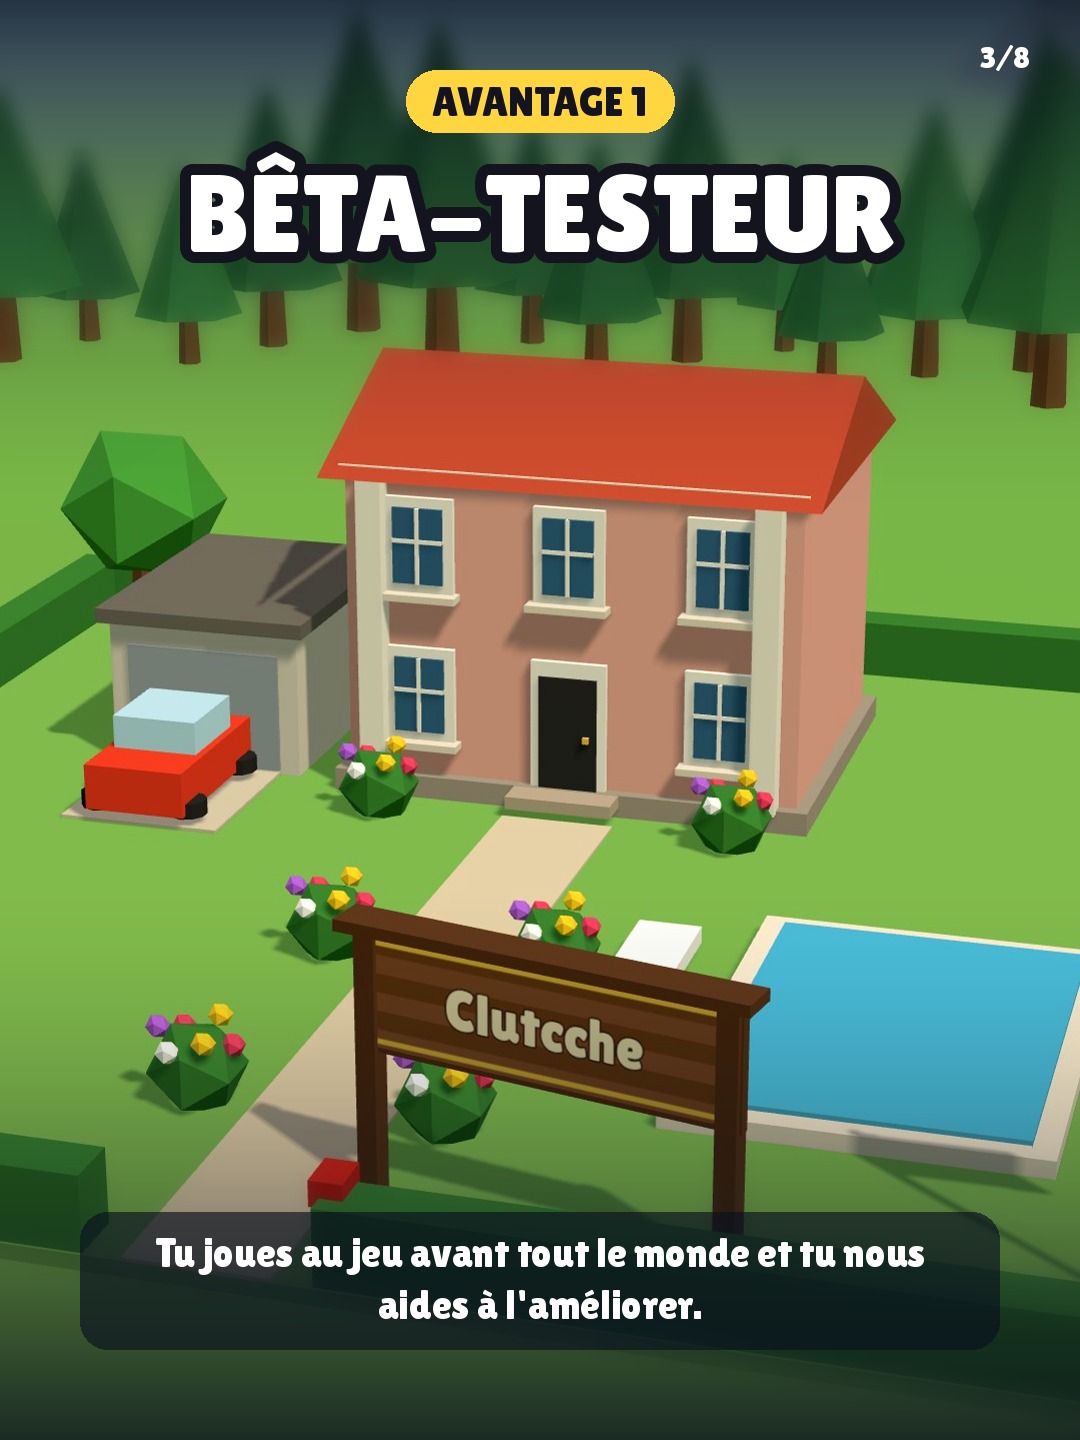 3/8
AVANTAGE 1
BÊTA-TESTEUR
Clutcche
Tu joues au jeu avant tout le monde et tu nous
aides à l'améliorer.